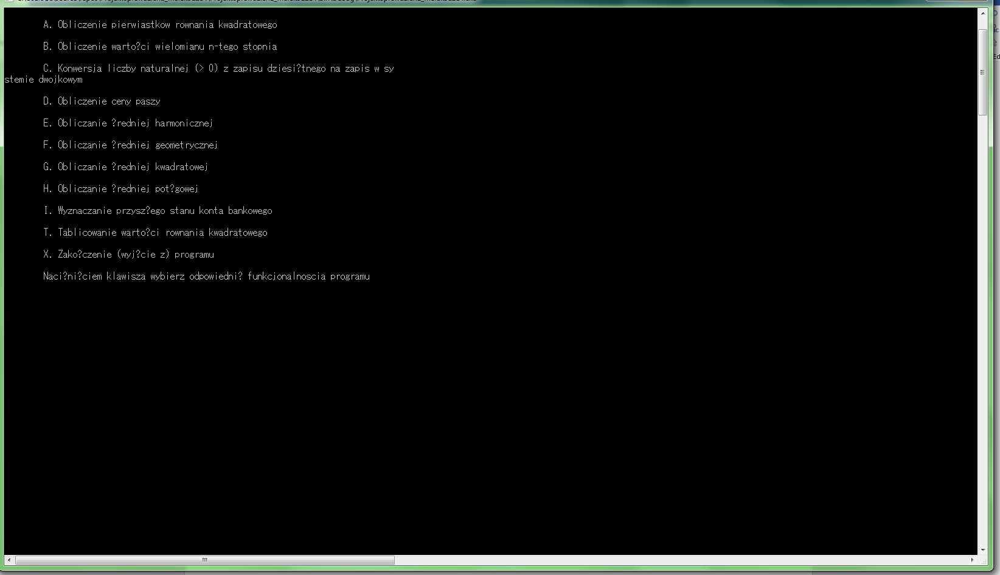 A. Obliczenie pierwiastkow rownania kwadratowego
B. Obliczenie warto?ci wielomianu n-tego stopnia
C. Konwersja liczby naturalnej (> 0) z zapisu dziesi?tnego na zapis w sy
stemie dwojkowym
D. Obliczenie ceny paszy
E. Obliczanie ?redniej harmonicznej
F. Obliczanie ?redniej geometrycznej
G. Obliczanie ?redniej kwadratowej
H. Obliczanie ?redniej pot?gowej
I. Wyznaczanie przysz?ego stanu konta bankowego
T. Tablicowanie warto?ci rownania kwadratowego
X. Zako?czenie (wyj?cie z) programu
Naci?ni?ciem klawisza wybierz odpowiedni? funkcjonalnoscia programu